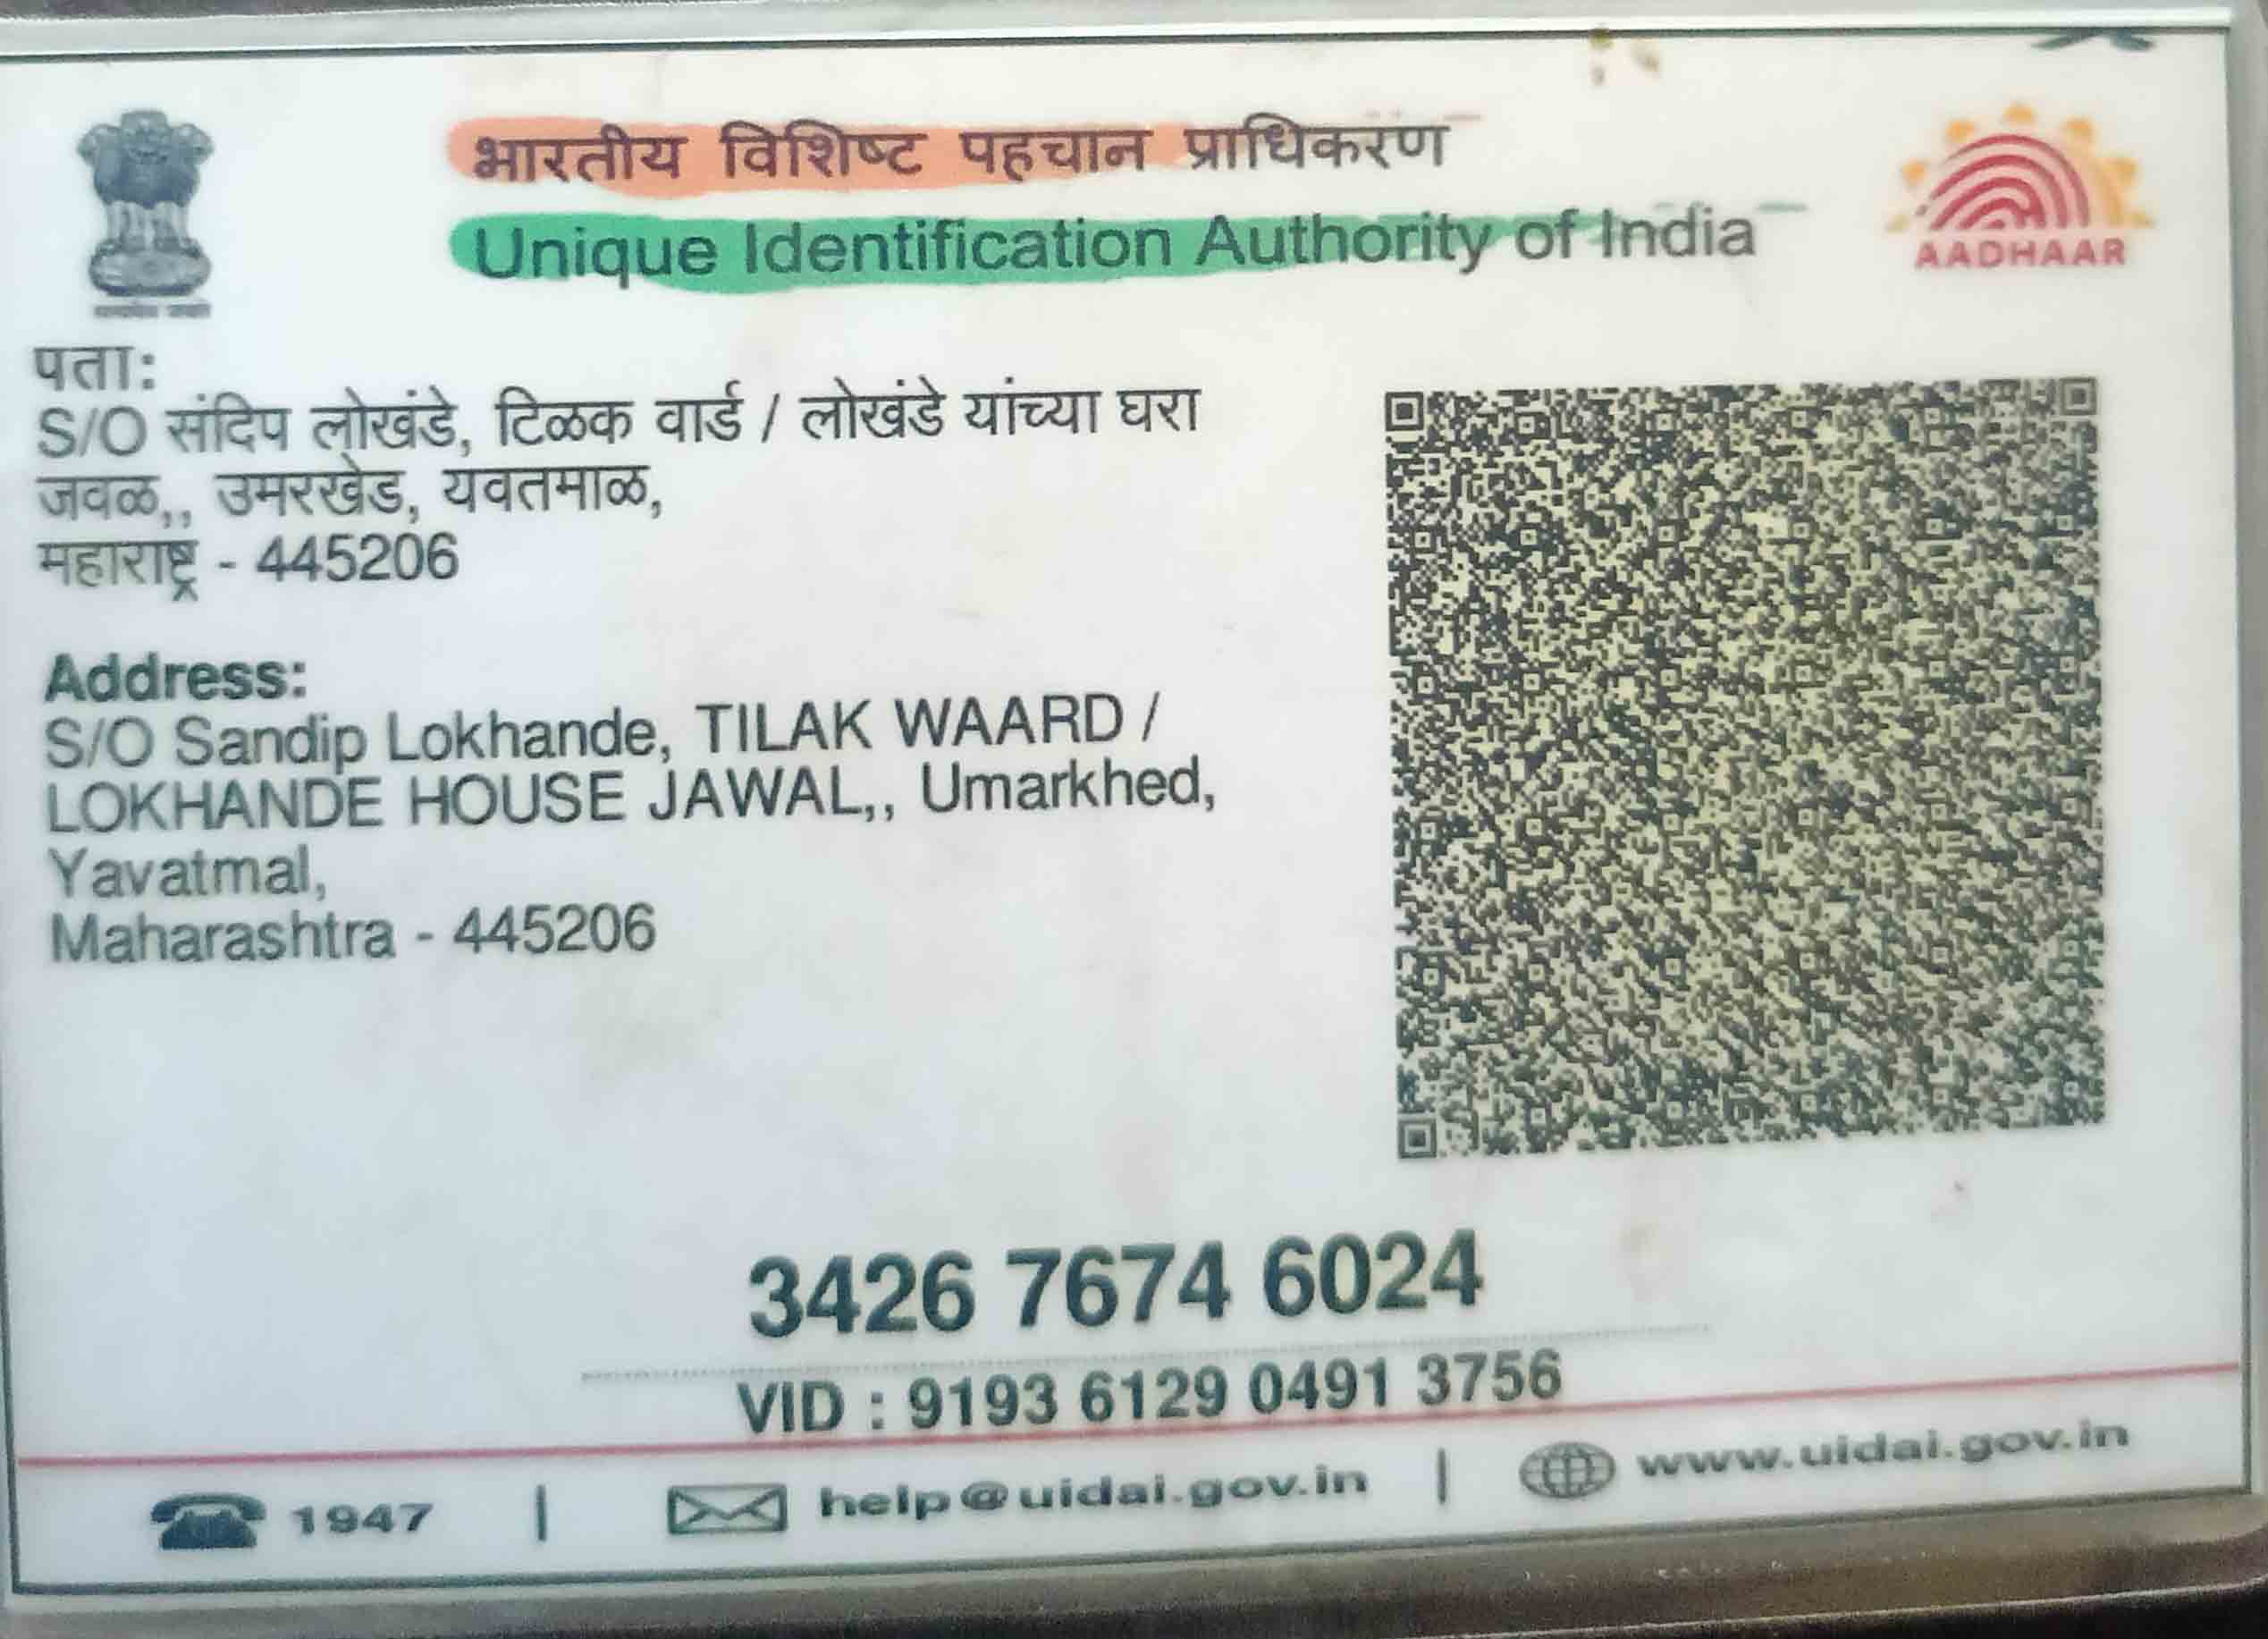 भारतीय विशिष्ट पहचान प्राधिकरण
Unique Identification Authority of India
AADHAAR
पता:
S/O संदिप लोखंडे, टिळक वार्ड / लोखंडे यांच्या घरा
जवळ,, उमरखेड, यवतमाळ,
महाराष्ट्र - 445206
Address:
S/O Sandip Lokhande, TILAK WAARD /
LOKHANDE HOUSE JAWAL,, Umarkhed,
Yavatmal,
Maharashtra - 445206
3426 7674 6024
VID : 9193 6129 0491 3756
1947 | help@uidai.gov.in | www.uidai.gov.in